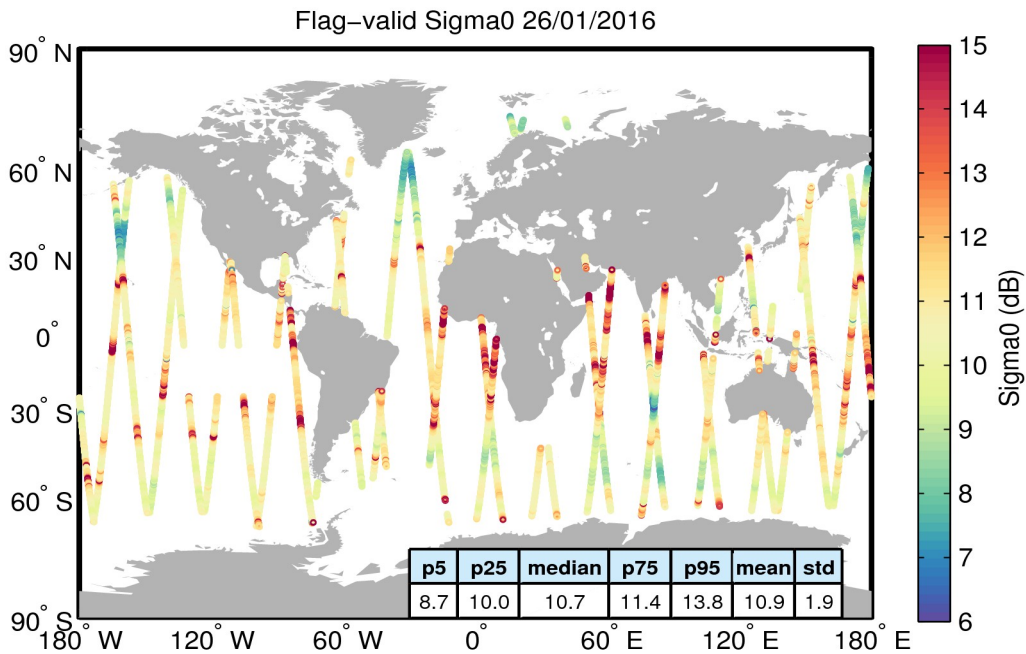 Flag−valid Sigma0 26/01/2016
90° N
60° N
30° N
0°
30° S
60° S
90° S
180° W
120° W
60° W
0°
60° E
120° E
180° E
p5 p25 median p75 p95 mean std
8.7 10.0 10.7 11.4 13.8 10.9 1.9
15
14
13
12
11
10
9
8
7
6
Sigma0 (dB)